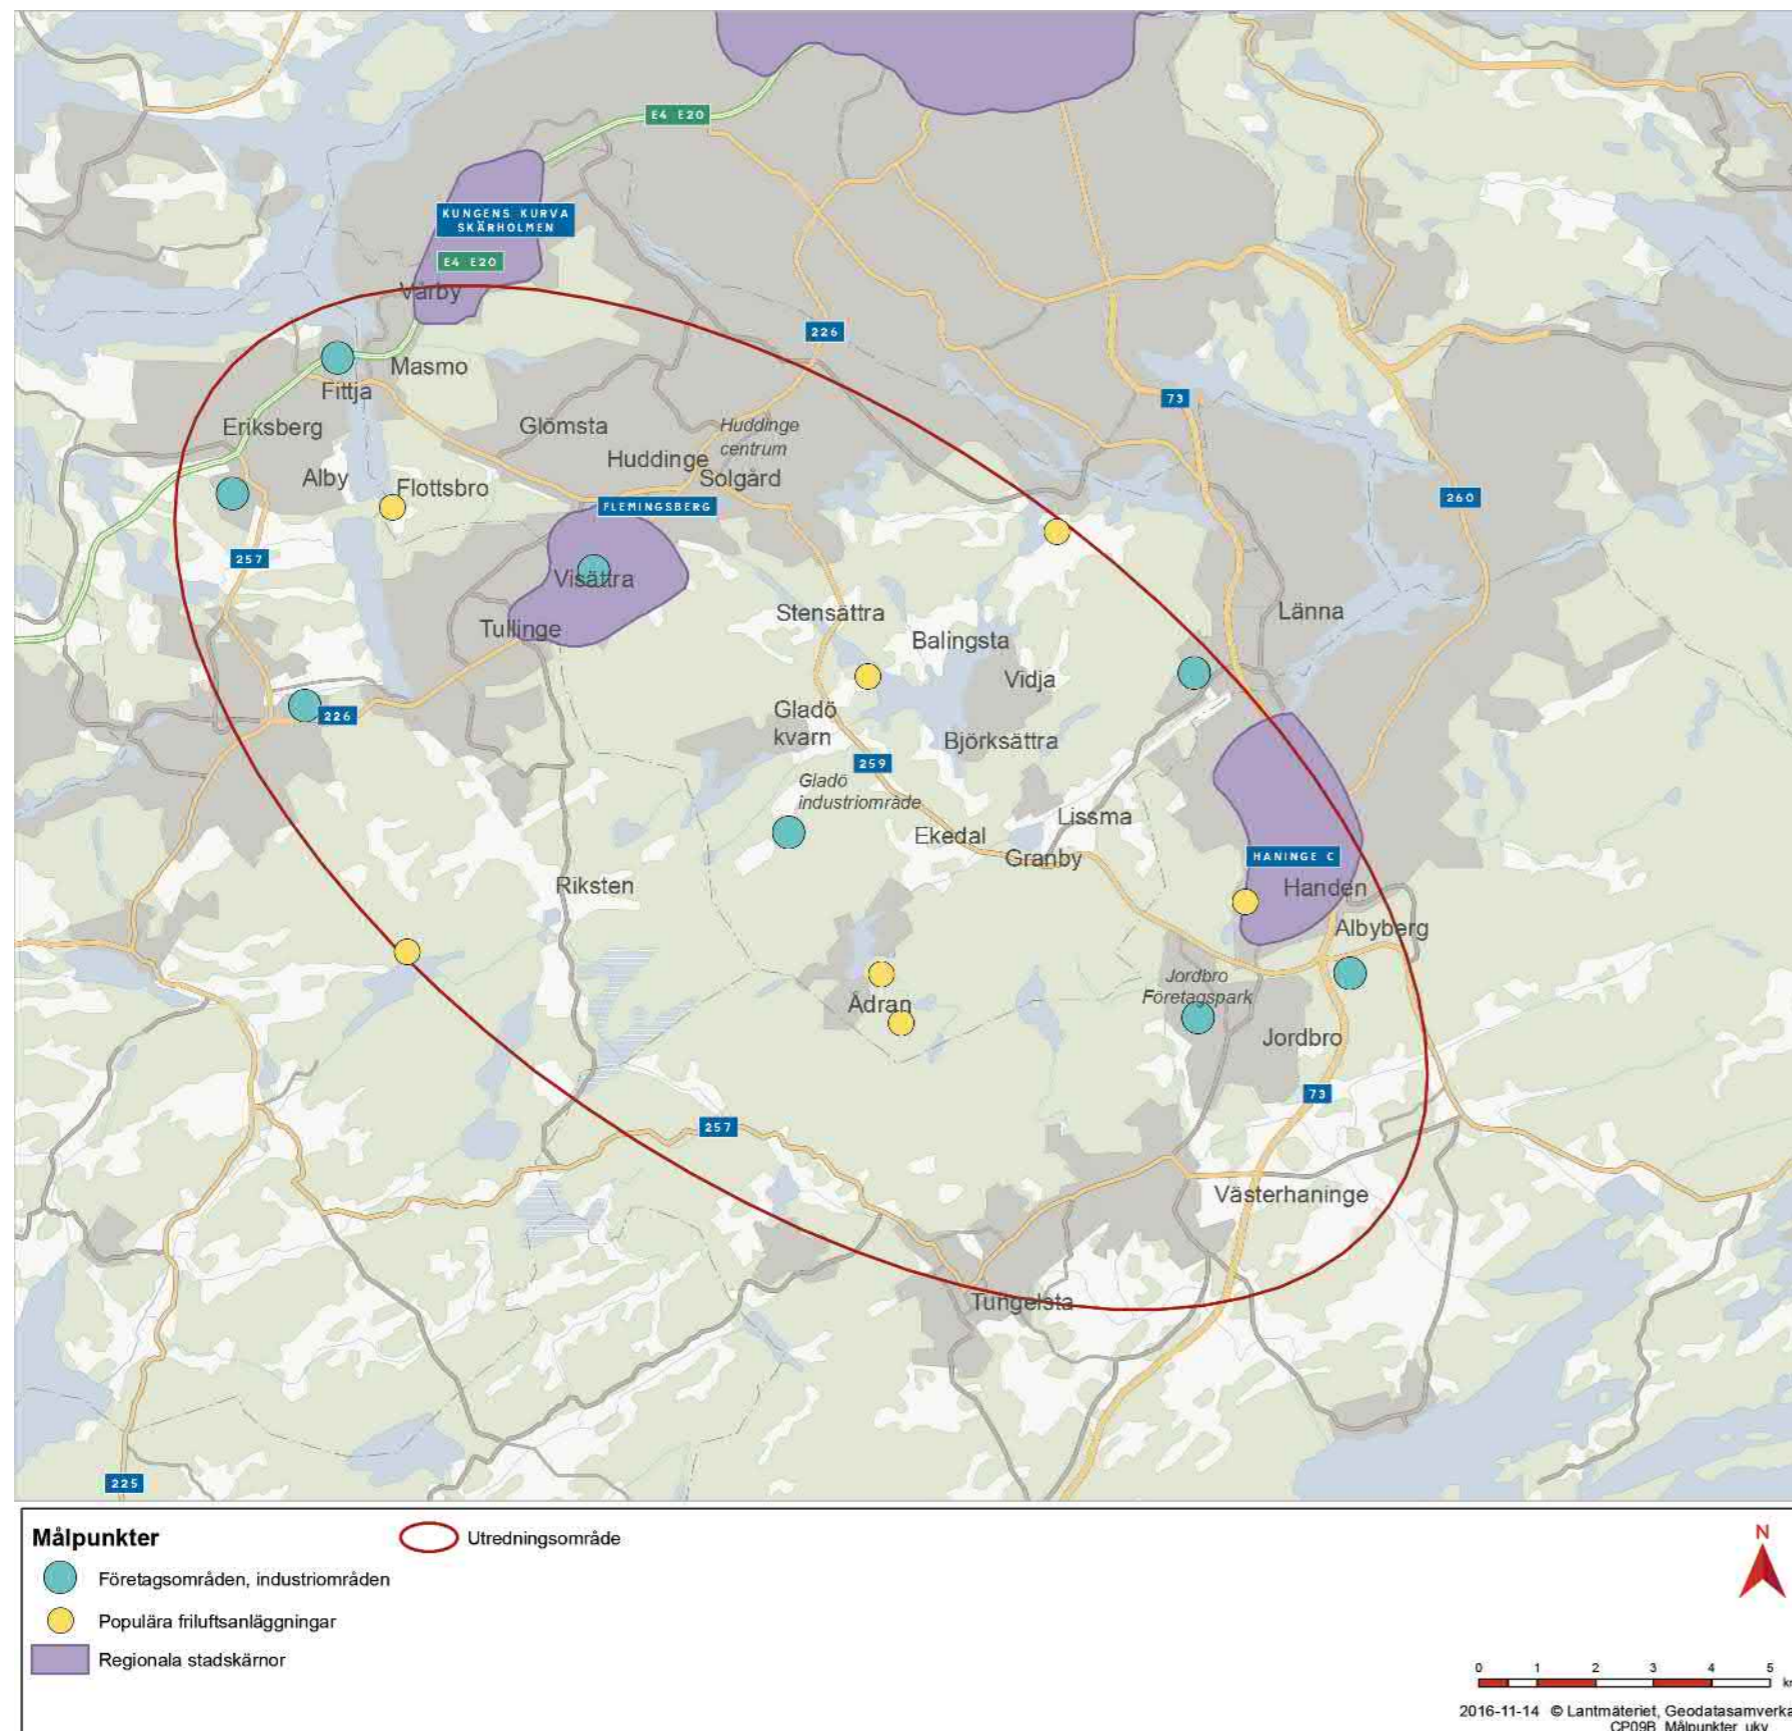 E4 E20
KUNGENS KURVA
SKÄRHOLMEN
E4 E20
Vårby
226
Masmo
Fittja
73
Eriksberg
Glömsta
Huddinge
centrum
Huddinge
Solgård
Alby
Flottsbro
260
FLEMINGSBERG
257
Visättra
Stensättra
Länna
Tullinge
Balingsta
Vidja
Gladö
kvarn
226
Björksättra
259
Gladö
industriområde
Lissma
Ekedal
Granby
HANINGE C
Riksten
Handen
Albyberg
Jordbro
Företagspark
Ådran
Jordbro
73
257
Västerhaninge
Tungelsta
225
Målpunkter
Utredningsområde
Företagsområden, industriområden
Populära friluftsanläggningar
Regionala stadskärnor
N
0 1 2 3 4 5
2016-11-14 © Lantmäteriet, Geodatasamverka
CP09B_Målpunkter_ukv